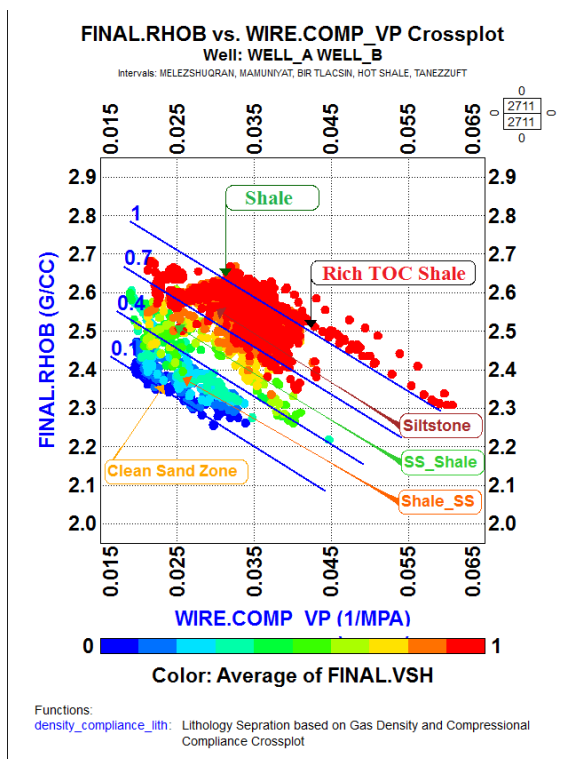 FINAL.RHOB vs. WIRE.COMP_VP Crossplot
Well: WELL_A WELL_B
Intervals: MELEZSHUQRAN, MAMUNIYAT, BIR TLACSIN, HOT SHALE, TANEZZUFT
0
0 2711 0
2711
0
0.015 0.025 0.035 0.045 0.055 0.065
2.9 2.9
Shale
2.8 1 2.8
2.7 0.7 2.7
Rich TOC Shale
2.6 0.4 2.6
2.5 0.1 2.5
2.4 2.4
2.3 2.3
Siltstone
2.2 2.2
SS_Shale
Clean Sand Zone
2.1 2.1
Shale_SS
2.0 2.0
FINAL.RHOB (G/CC)
0.015 0.025 0.035 0.045 0.055 0.065
WIRE.COMP_VP (1/MPA)
0 1
Color: Average of FINAL.VSH
Functions:
density_compliance_lith: Lithology Sepration based on Gas Density and Compressional
Compliance Crossplot